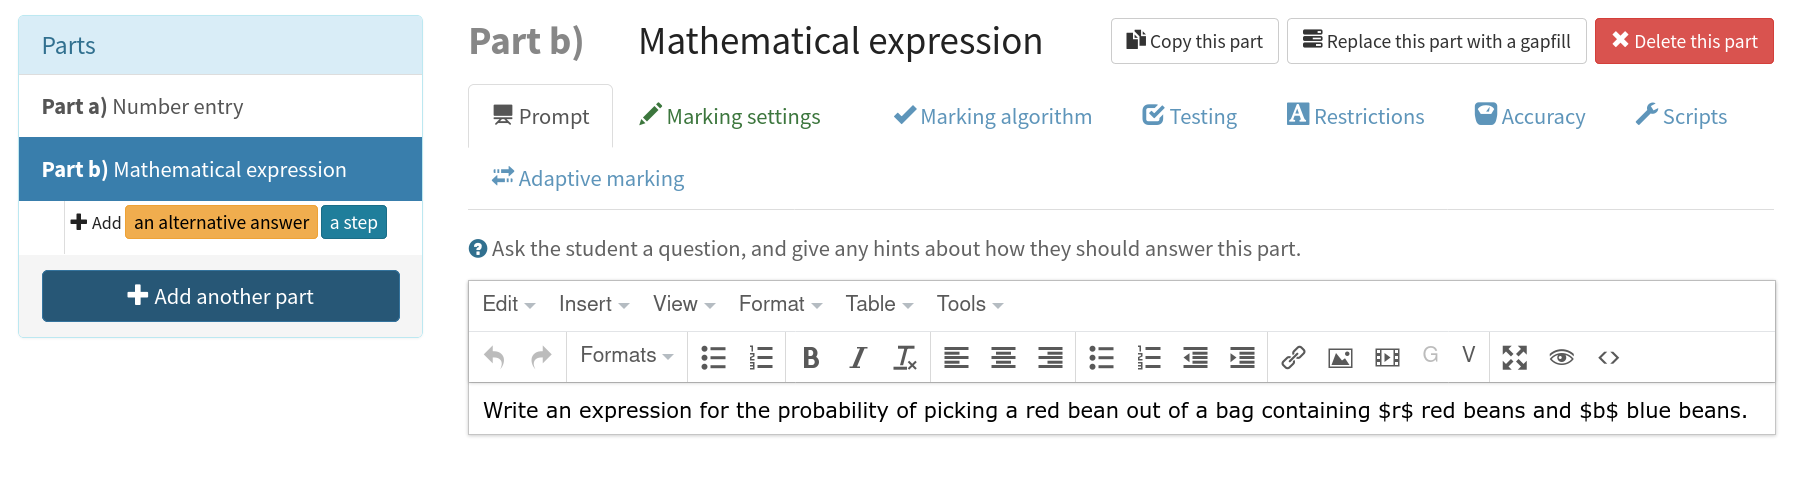 Parts
Part a) Number entry
Part b) Mathematical expression
Add an alternative answer a step
Add another part
Part b) Mathematical expression
Copy this part Replace this part with a gapfill Delete this part
Prompt Marking settings Marking algorithm Testing Restrictions Accuracy Scripts
Adaptive marking
Ask the student a question, and give any hints about how they should answer this part.
Edit Insert View Format Table Tools
Formats B I Tx G V
Write an expression for the probability of picking a red bean out of a bag containing $r$ red beans and $b$ blue beans.